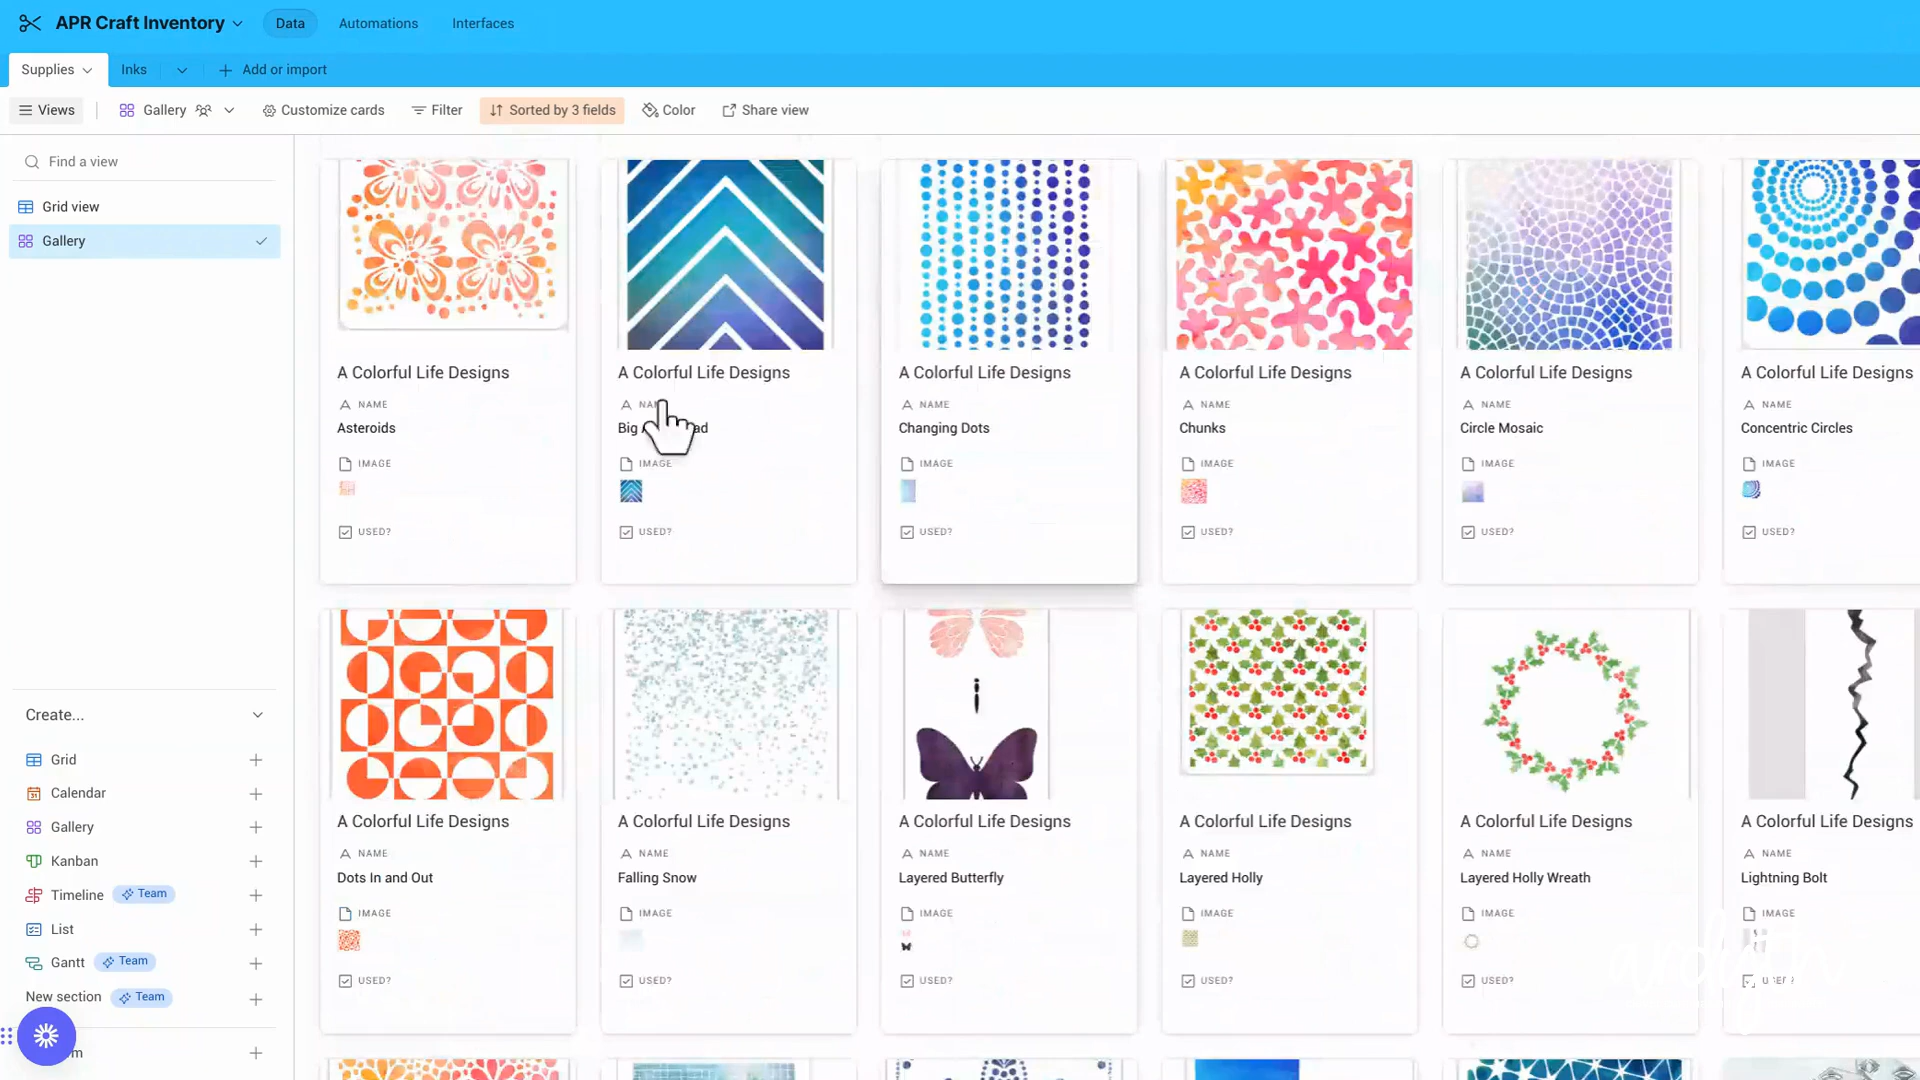 APR Craft Inventory
Data
Automations
Interfaces
Supplies
Inks
Add or import
Views
Gallery
Customize cards
Filter
Sorted by 3 fields
Color
Share view
Find a view
Grid view
Gallery
A Colorful Life Designs
A Colorful Life Designs
A Colorful Life Designs
A Colorful Life Designs
A Colorful Life Designs
A Colorful Life Designs
NAME
NAME
NAME
NAME
NAME
Asteroids
Big
Changing Dots
Chunks
Circle Mosaic
Concentric Circles
IMAGE
IMAGE
IMAGE
IMAGE
IMAGE
IMAGE
USED?
USED?
USED?
USED?
USED?
USED?
Create...
Grid
Calendar
Gallery
Kanban
Timeline
Team
List
Gantt
Team
New section
Team
A Colorful Life Designs
A Colorful Life Designs
A Colorful Life Designs
A Colorful Life Designs
A Colorful Life Designs
A Colorful Life Designs
NAME
NAME
NAME
NAME
NAME
NAME
Dots In and Out
Falling Snow
Layered Butterfly
Layered Holly
Layered Holly Wreath
Lightning Bolt
IMAGE
IMAGE
IMAGE
IMAGE
IMAGE
IMAGE
USED?
USED?
USED?
USED?
USED?
USED?